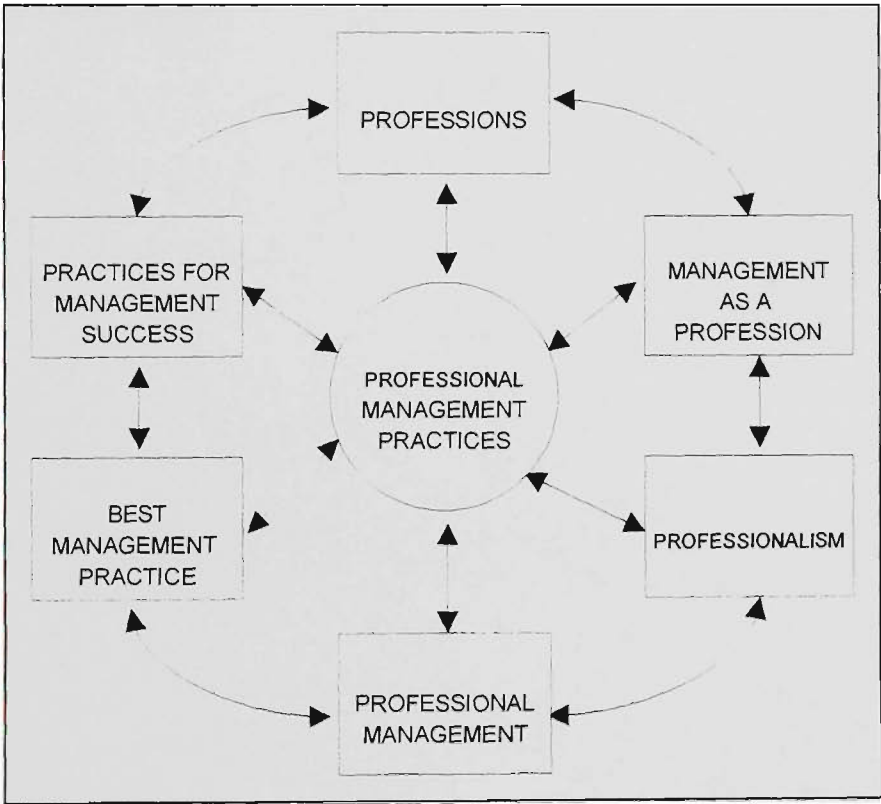 PROFESSIONS
PRACTICES FOR
MANAGEMENT
SUCCESS
MANAGEMENT
AS A
PROFESSION
PROFESSIONAL
MANAGEMENT
PRACTICES
BEST
MANAGEMENT
PRACTICE
PROFESSIONALISM
PROFESSIONAL
MANAGEMENT